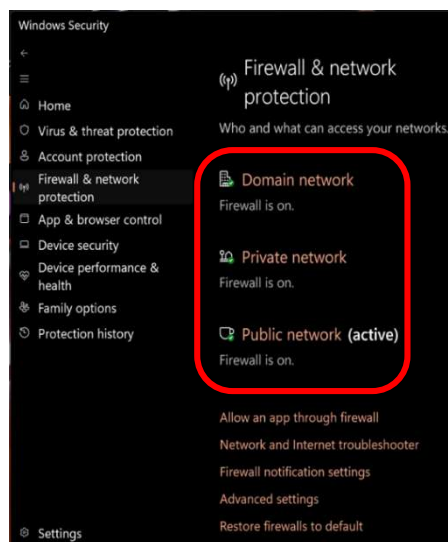 Windows Security
Home
Virus & threat protection
Account protection
Firewall & network
protection
App & browser control
Device security
Device performance &
health
Family options
Protection history
Settings
Firewall & network
protection
Who and what can access your networks.
Domain network
Firewall is on.
Private network
Firewall is on.
Public network (active)
Firewall is on.
Allow an app through firewall
Network and Internet troubleshooter
Firewall notification settings
Advanced settings
Restore firewalls to default